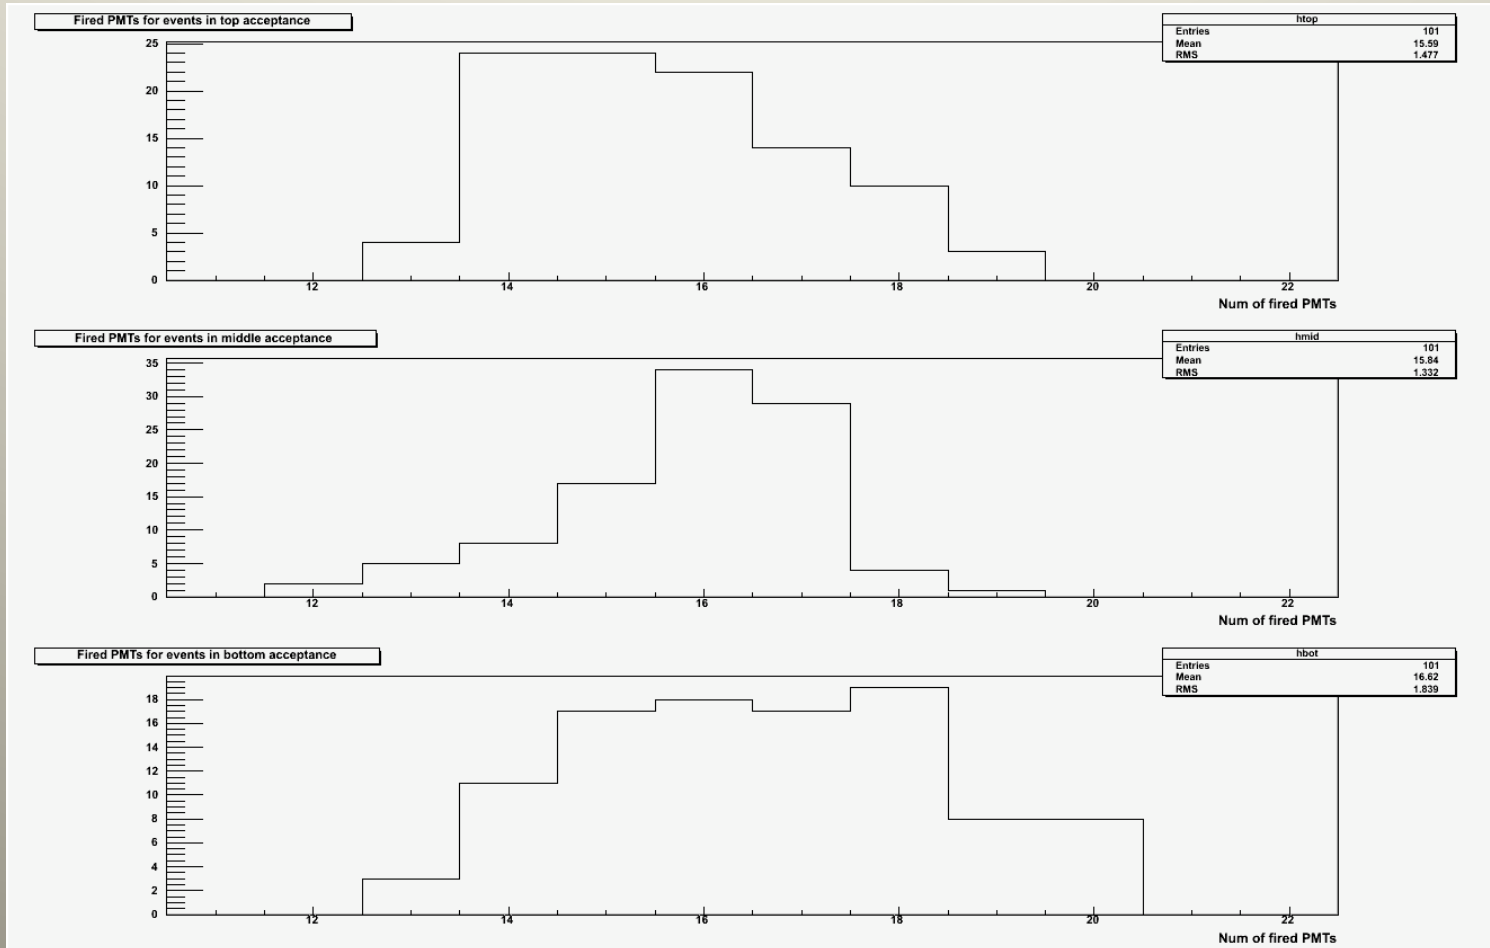 Fired PMTs for events in top acceptance
htop
Entries 101
Mean 15.59
RMS 1.477
25
20
15
10
5
0
12 14 16 18 20 22
Num of fired PMTs
Fired PMTs for events in middle acceptance
hmid
Entries 101
Mean 15.84
RMS 1.332
35
30
25
20
15
10
5
0
12 14 16 18 20 22
Num of fired PMTs
Fired PMTs for events in bottom acceptance
hbot
Entries 101
Mean 16.62
RMS 1.839
18
16
14
12
10
8
6
4
2
0
12 14 16 18 20 22
Num of fired PMTs